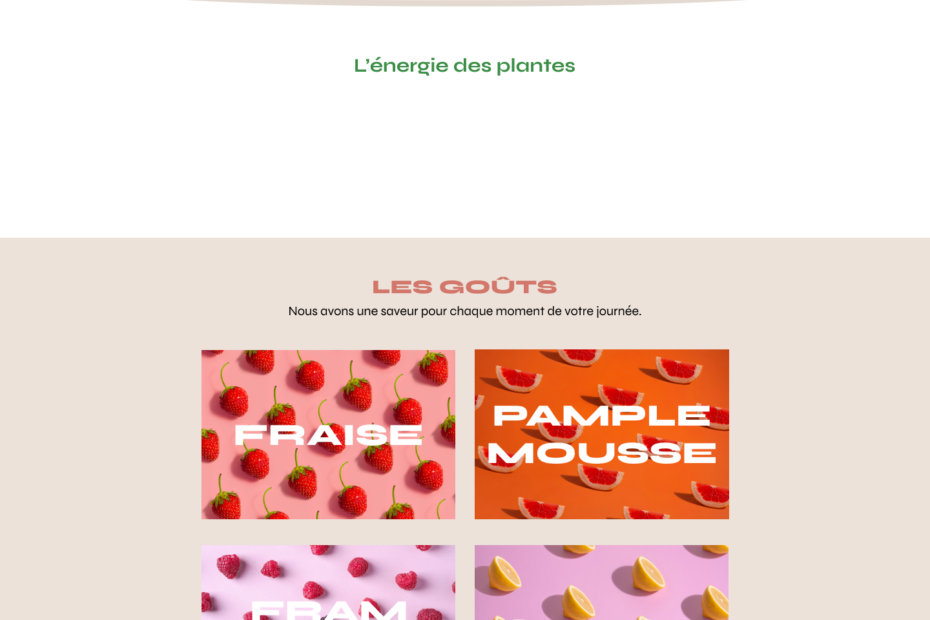 L’énergie des plantes
LES GOÛTS
Nous avons une saveur pour chaque moment de votre journée.
FRAISE
PAMPLE
MOUSSE
FRAM